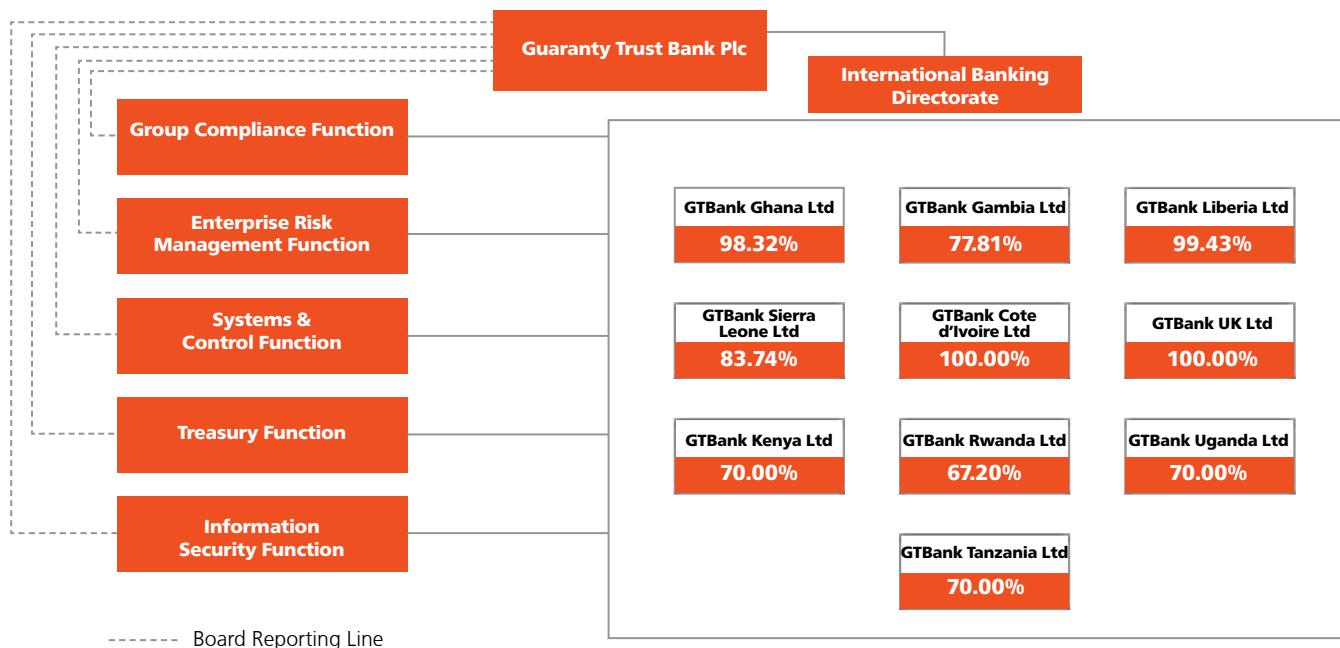 Guaranty Trust Bank Plc
International Banking
Directorate
Group Compliance Function
Enterprise Risk
Management Function
Systems &
Control Function
Treasury Function
Information
Security Function
GTBank Ghana Ltd
98.32%
GTBank Gambia Ltd
77.81%
GTBank Liberia Ltd
99.43%
GTBank Sierra
Leone Ltd
83.74%
GTBank Cote
d'Ivoire Ltd
100.00%
GTBank UK Ltd
100.00%
GTBank Kenya Ltd
70.00%
GTBank Rwanda Ltd
67.20%
GTBank Uganda Ltd
70.00%
GTBank Tanzania Ltd
70.00%
Board Reporting Line